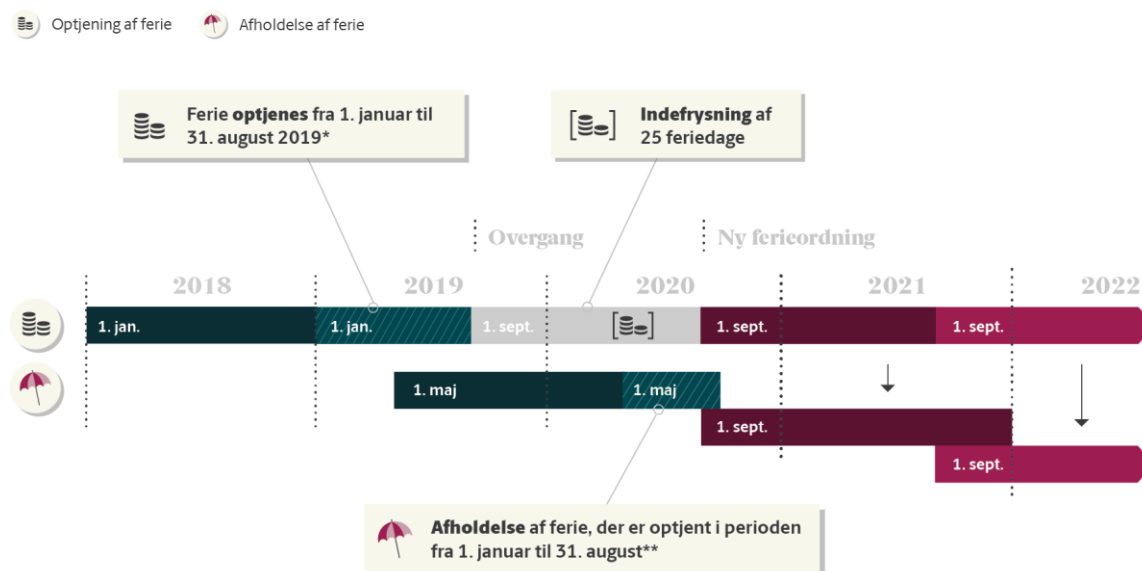 Optjening af ferie
Afholdelse af ferie
Ferie optjenes fra 1. januar til
31. august 2019*
Indefrysning af
25 feriedage
Overgang
Ny ferieordning
2018
2019
2020
2021
2022
1. jan.
1. jan.
1. sept.
1. sept.
1. sept.
1. maj
1. maj
1. sept.
1. sept.
Afholdelse af ferie, der er optjent i perioden
fra 1. januar til 31. august**